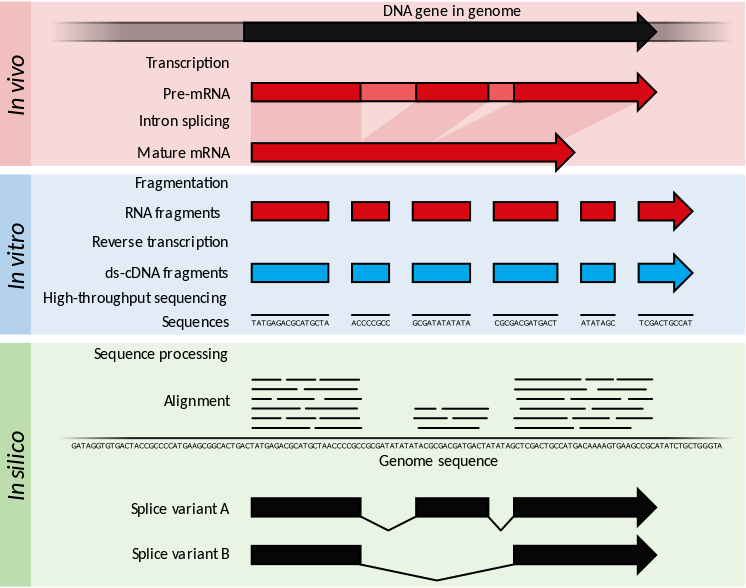 In vivo
DNA gene in genome
Transcription
Pre-mRNA
Intron splicing
Mature mRNA
In vitro
Fragmentation
RNA fragments
Reverse transcription
ds-cDNA fragments
High-throughput sequencing
Sequences TATGAGACGCATGCTA ACCCCGCC GCGATATATATA CGCGACGATGACT ATATAGC TCGACTGCCAT
In silico
Sequence processing
Alignment
GATAGGTGTGACTACCGCCCCATGAAGCGGCACTGACTATGAGACGCATGCTAACCCCGCCGCGATATATATACGCGACGATGACTATATAGCTCGACTGCCATGACAAAAGTGAAGCCGCATATCTGCTGGGTA
Genome sequence
Splice variant A
Splice variant B